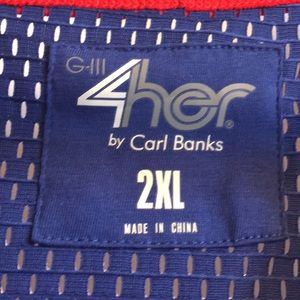 G-III
4her®
by Carl Banks
2XL
MADE IN CHINA